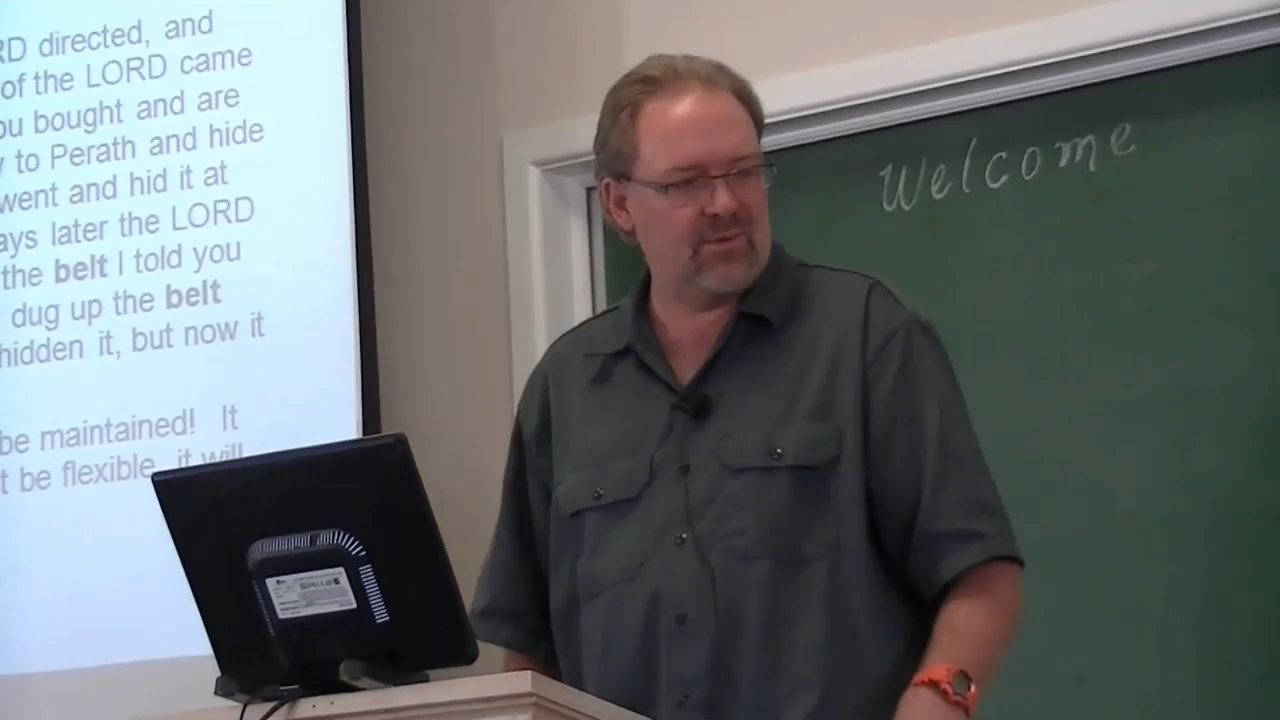 RD directed, and
of the LORD came
ou bought and are
to Perath and hide
went and hid it at
ays later the LORD
the belt I told you
dug up the belt
hidden it, but now it
be maintained! It
t be flexible, it will
Welcome